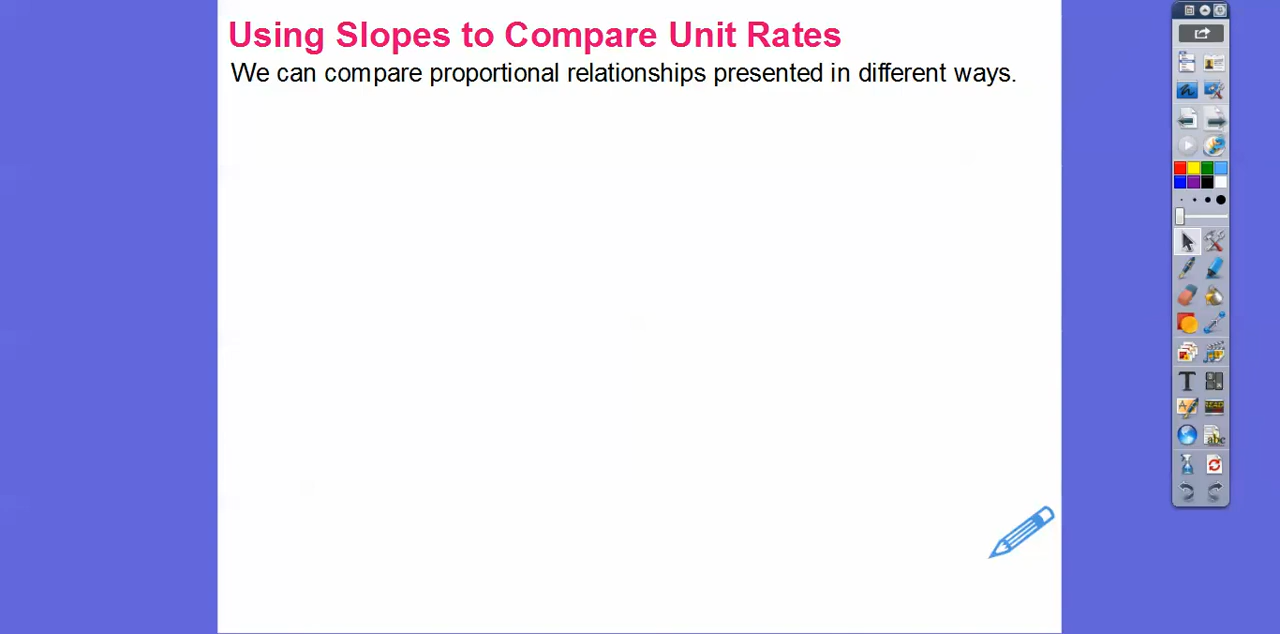 Using Slopes to Compare Unit Rates
We can compare proportional relationships presented in different ways.